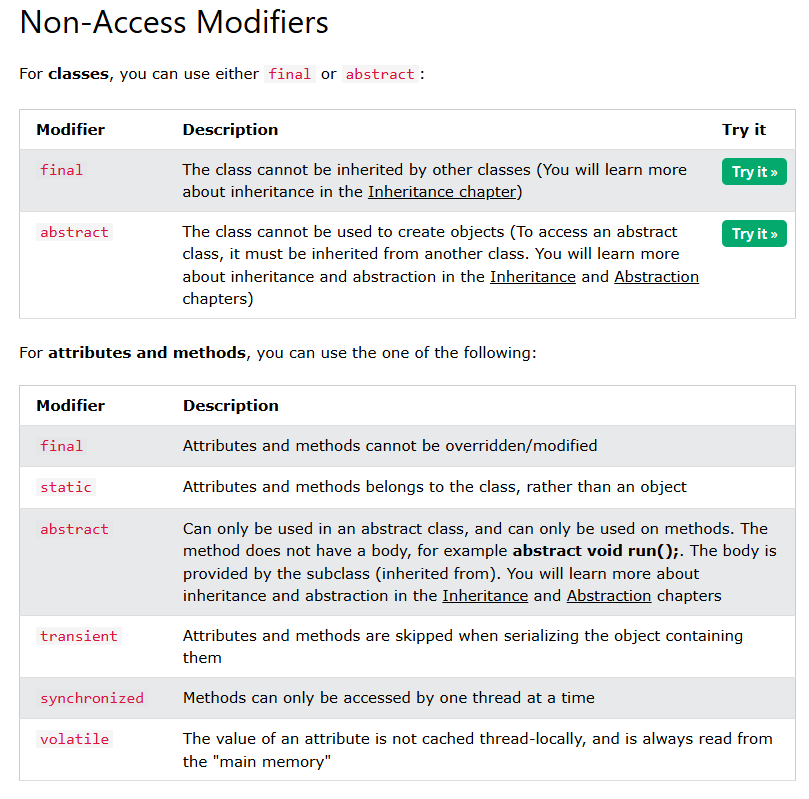 Non-Access Modifiers
For classes, you can use either final or abstract:
Modifier Description Try it
final The class cannot be inherited by other classes (You will learn more Try it »
about inheritance in the Inheritance chapter)
abstract The class cannot be used to create objects (To access an abstract Try it »
class, it must be inherited from another class. You will learn more
about inheritance and abstraction in the Inheritance and Abstraction
chapters)
For attributes and methods, you can use the one of the following:
Modifier Description
final Attributes and methods cannot be overridden/modified
static Attributes and methods belongs to the class, rather than an object
abstract Can only be used in an abstract class, and can only be used on methods. The
method does not have a body, for example abstract void run();. The body is
provided by the subclass (inherited from). You will learn more about
inheritance and abstraction in the Inheritance and Abstraction chapters
transient Attributes and methods are skipped when serializing the object containing
them
synchronized Methods can only be accessed by one thread at a time
volatile The value of an attribute is not cached thread-locally, and is always read from
the "main memory"